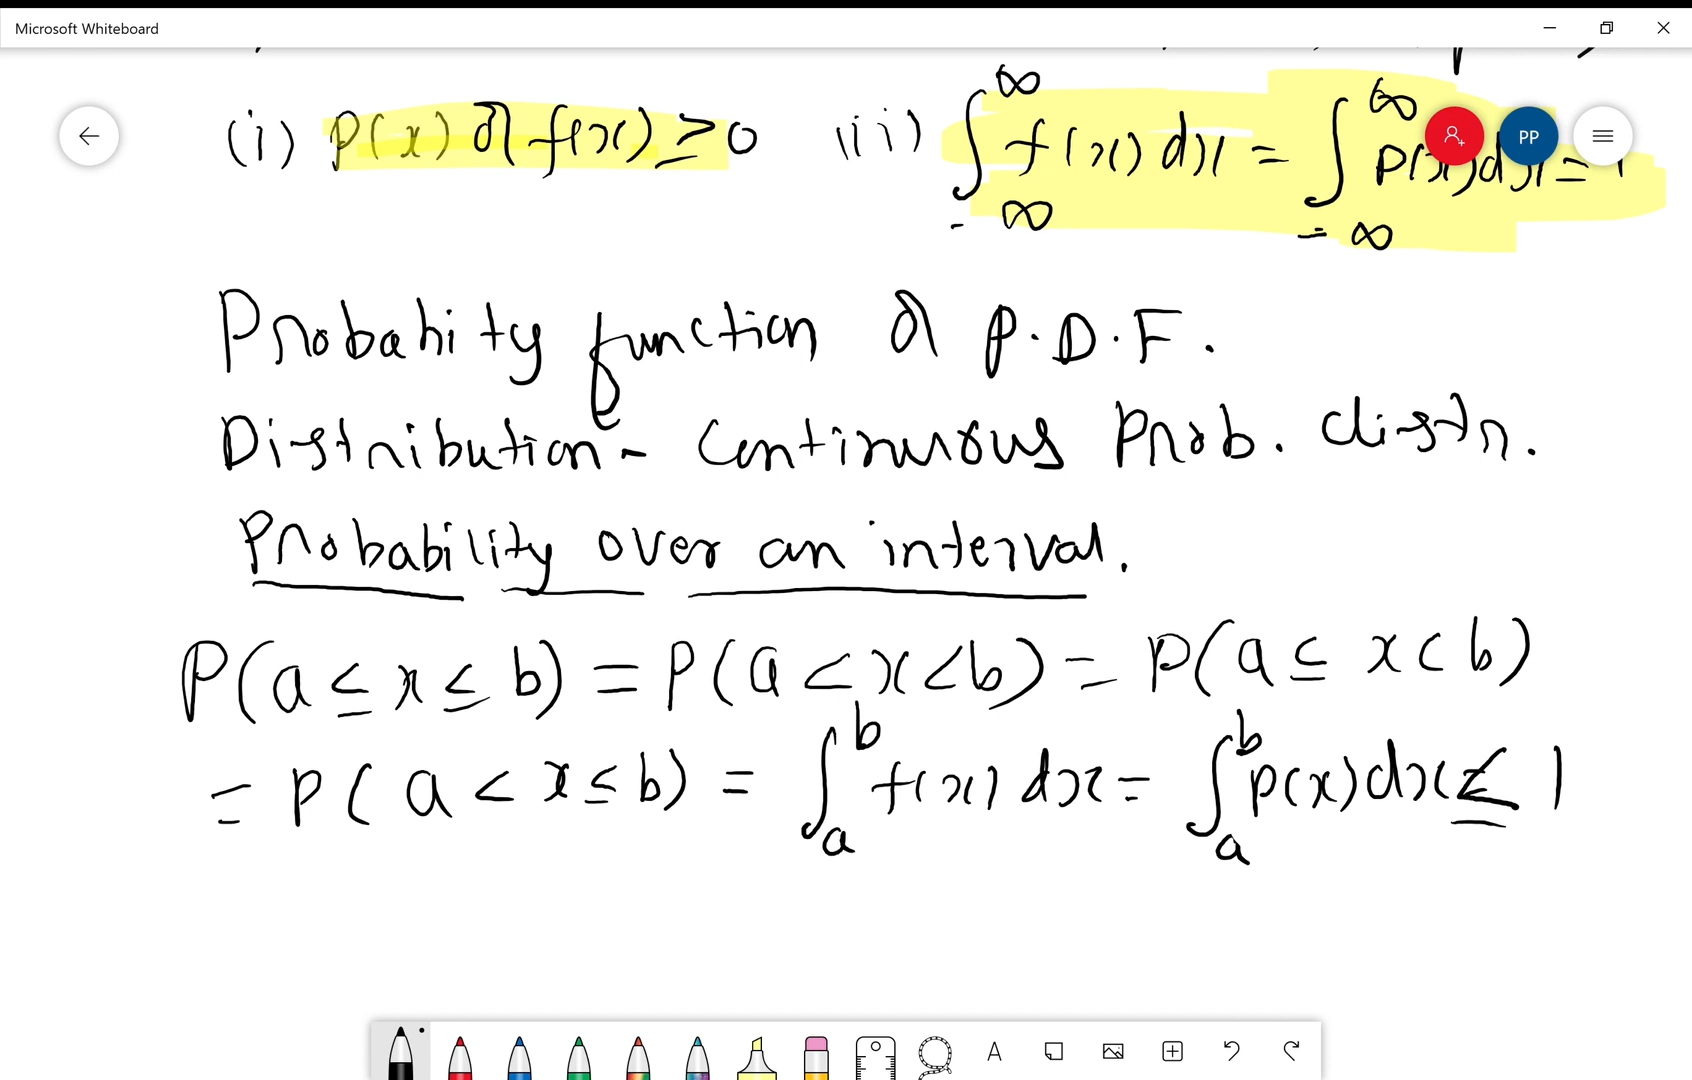 Microsoft Whiteboard
(i) P(x) or f(x) ≥ 0 (ii) ∫_{-∞}^{∞} f(x) dx = ∫_{-∞}^{∞} P(x) dx = 1
PP
Probability function or P.D.F.
Distribution - Continuous Prob. distn.
Probability over an interval.
P(a ≤ x ≤ b) = P(a < x < b) = P(a ≤ x < b)
= P(a < x ≤ b) = ∫_a^b f(x) dx = ∫_a^b P(x) dx ≤ 1
A